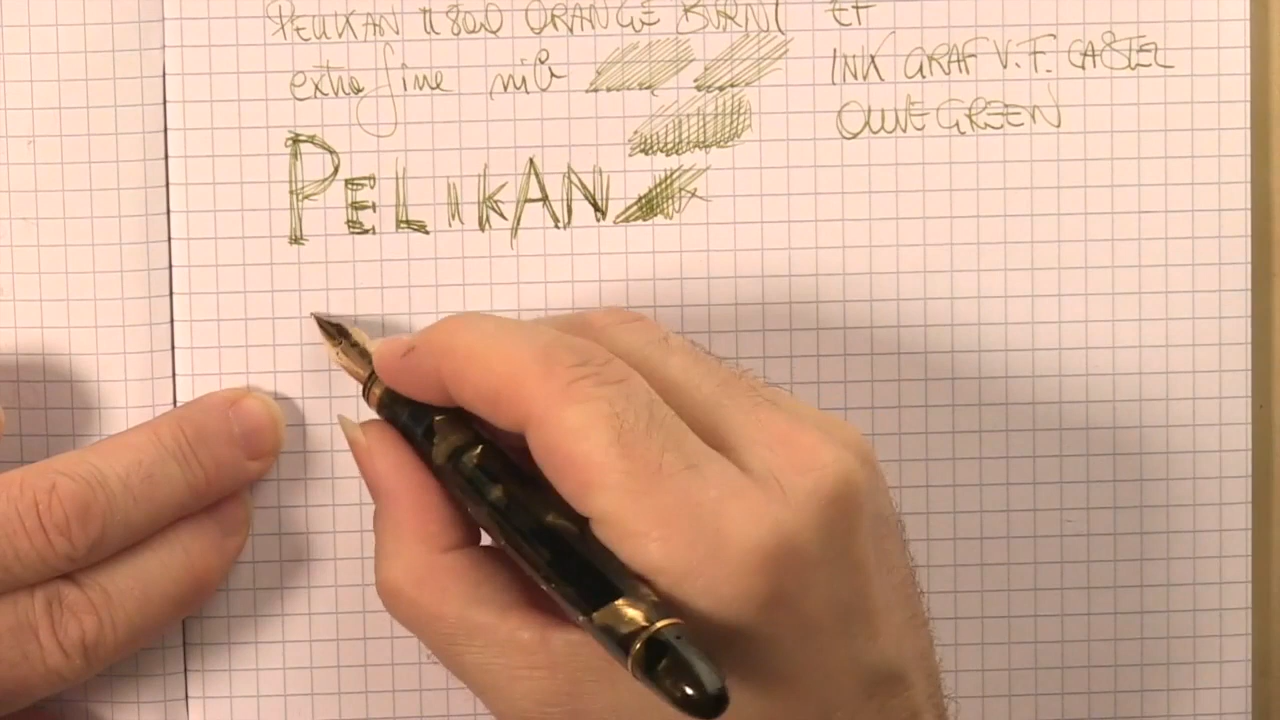 PELIKAN M800 ORANGE BURNT EF
extra fine nib
INK GRAF V. F. CASTEL
OLIVE GREEN
PELIKAN